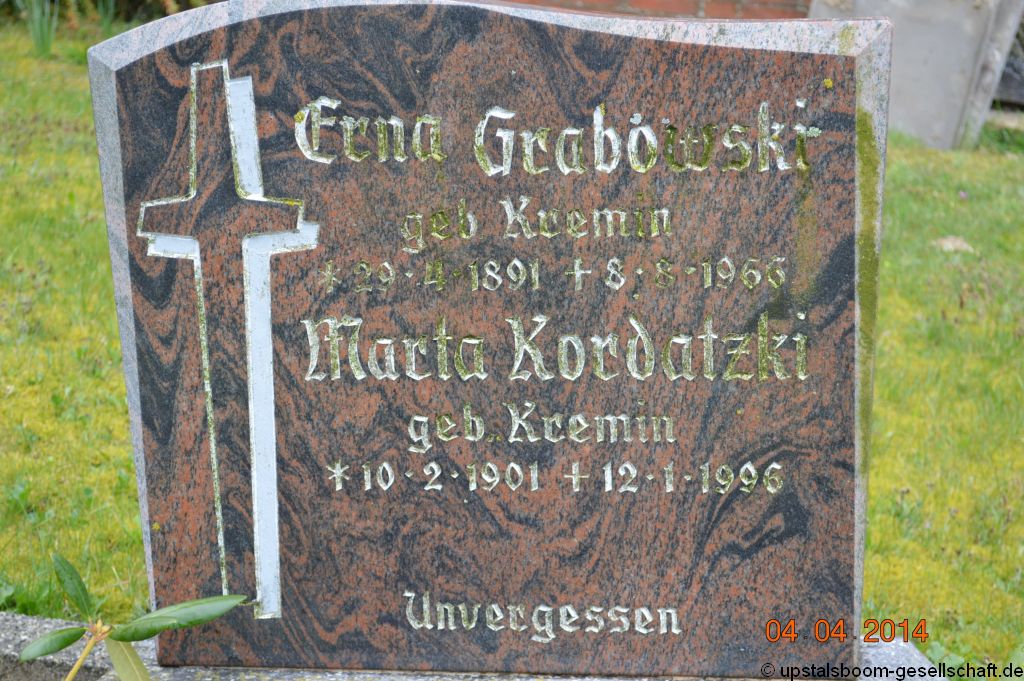 Erna Grabowski
geb Kremin
* 29·4·1891 + 8·8·1966
Marta Kordatzki
geb. Kremin
* 10·2·1901 + 12·1·1996
Unvergessen
04.04.2014
© upstalsboom-gesellschaft.de